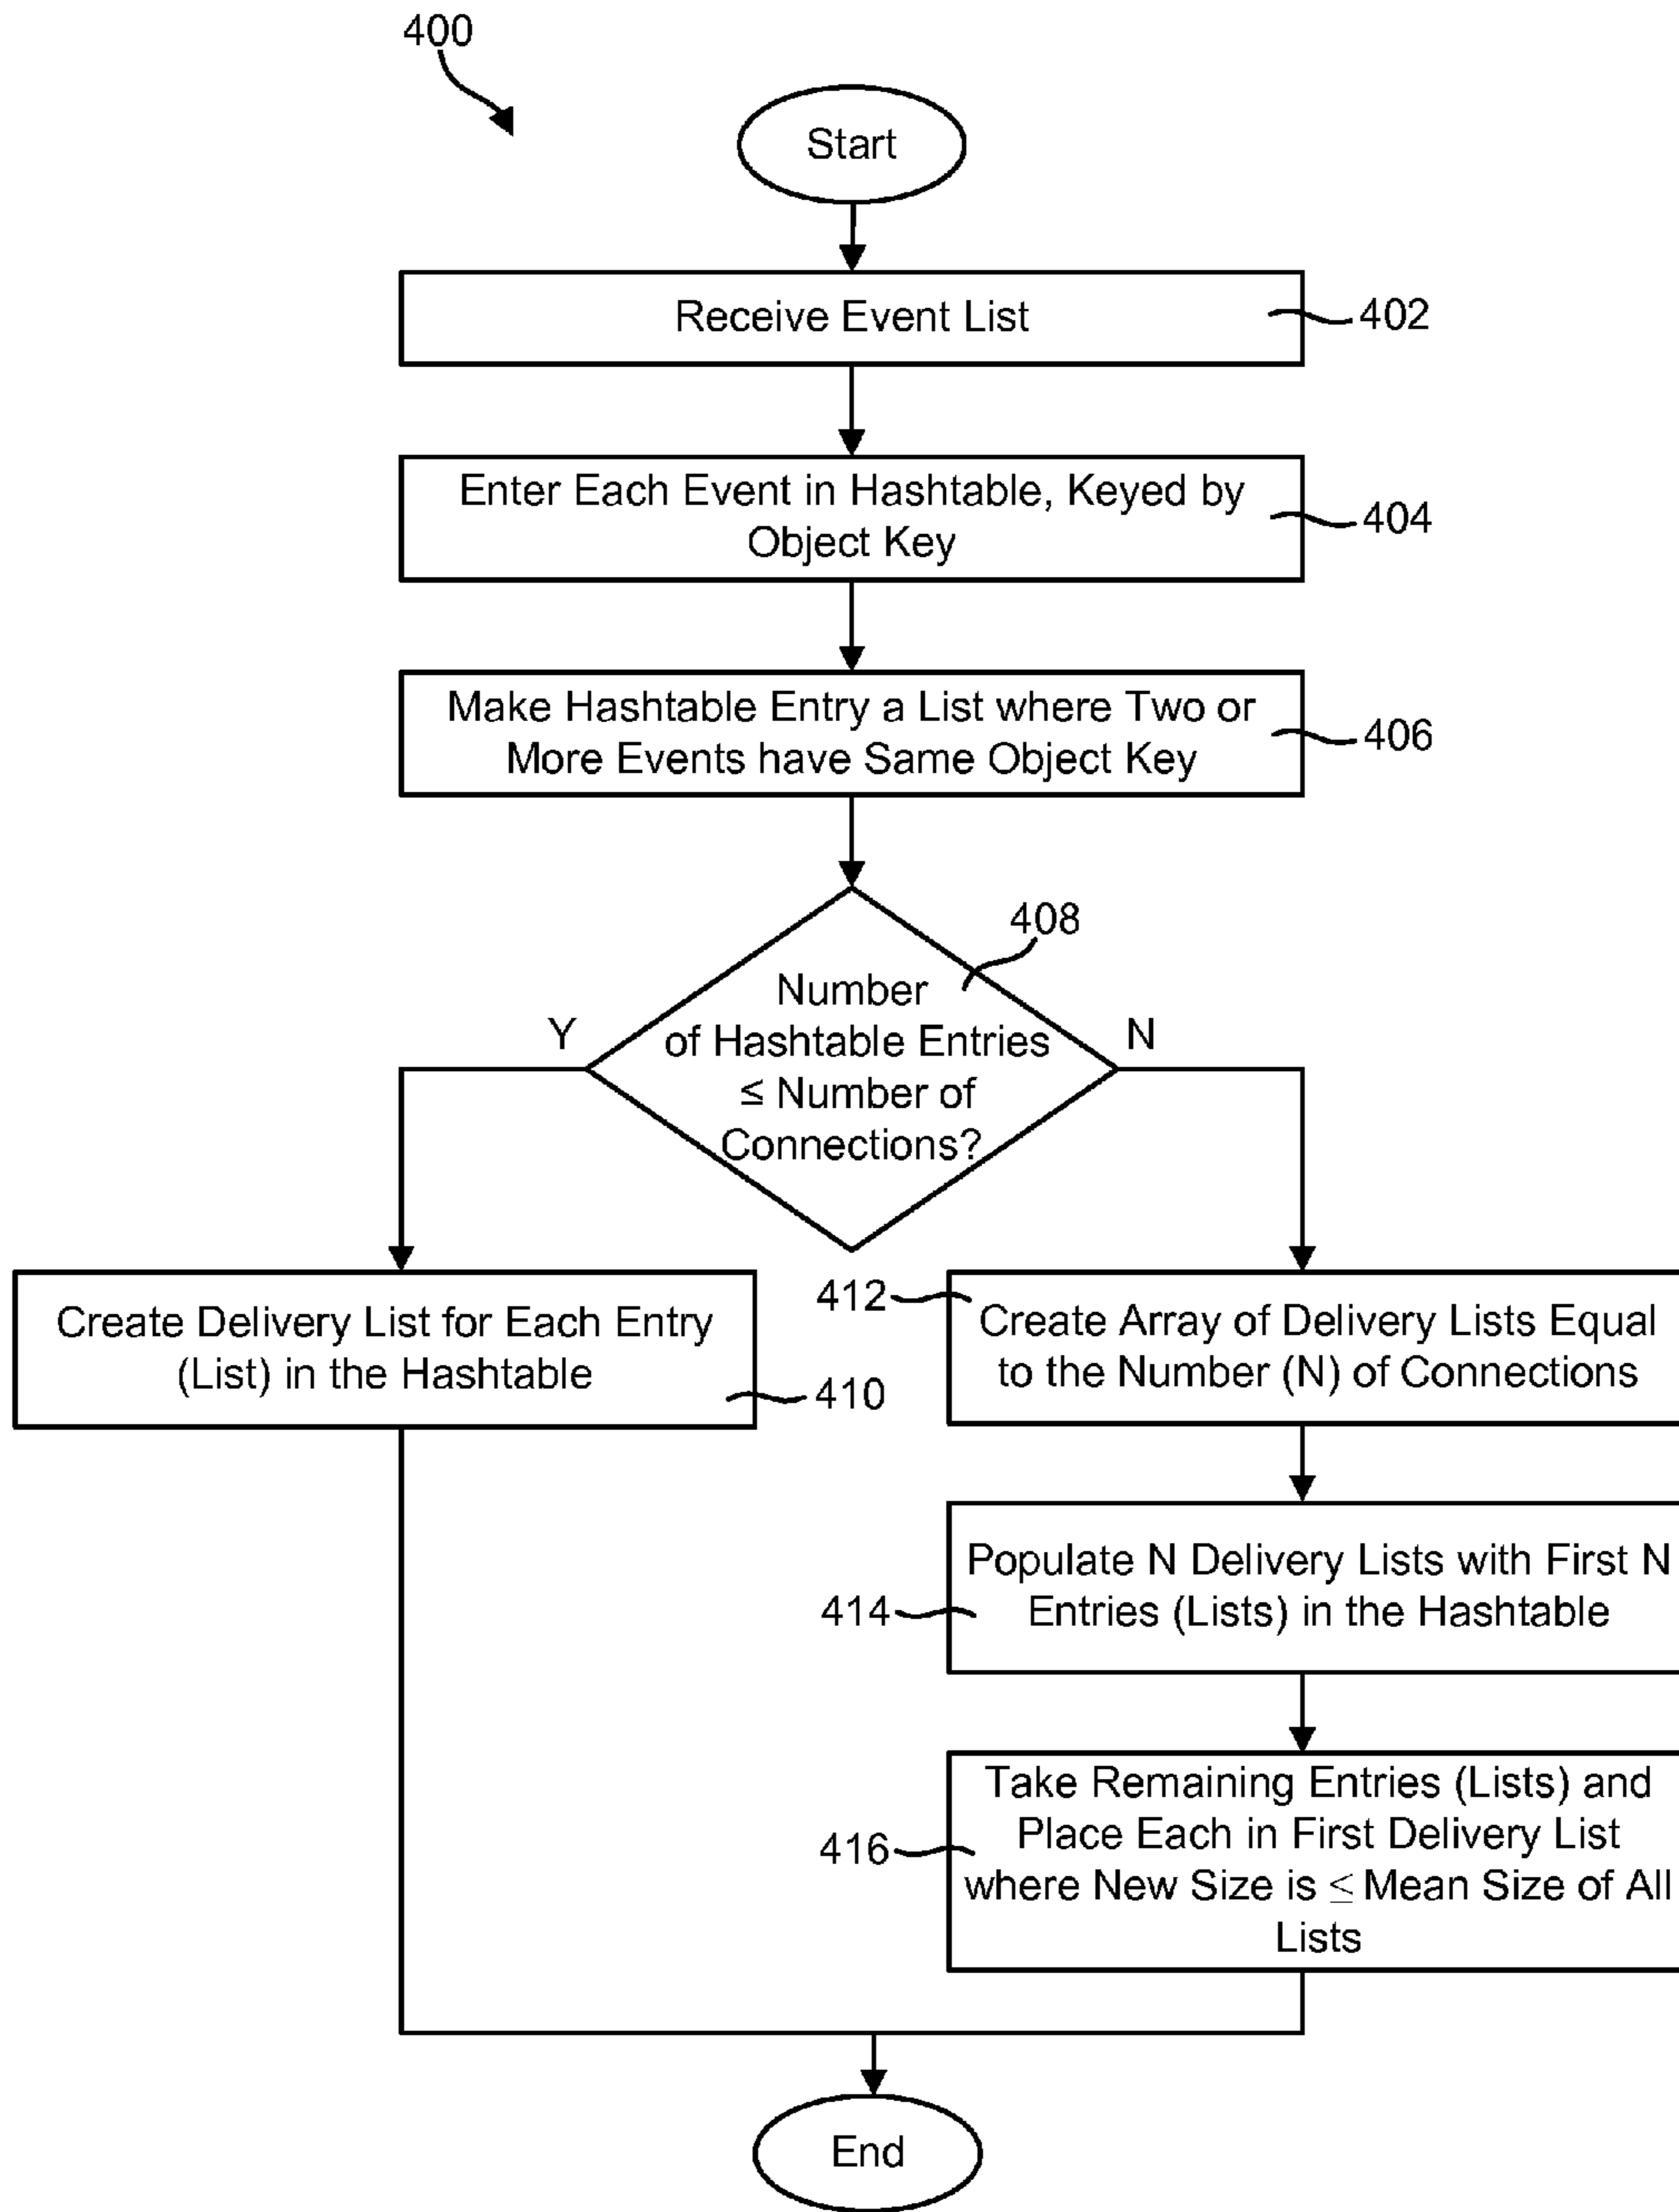 400
Start
Receive Event List
402
Enter Each Event in Hashtable, Keyed by
Object Key
404
Make Hashtable Entry a List where Two or
More Events have Same Object Key
406
408
Number
of Hashtable Entries
≤ Number of
Connections?
Y
N
Create Delivery List for Each Entry
(List) in the Hashtable
410
412
Create Array of Delivery Lists Equal
to the Number (N) of Connections
Populate N Delivery Lists with First N
Entries (Lists) in the Hashtable
414
Take Remaining Entries (Lists) and
Place Each in First Delivery List
where New Size is ≤ Mean Size of All
Lists
416
End